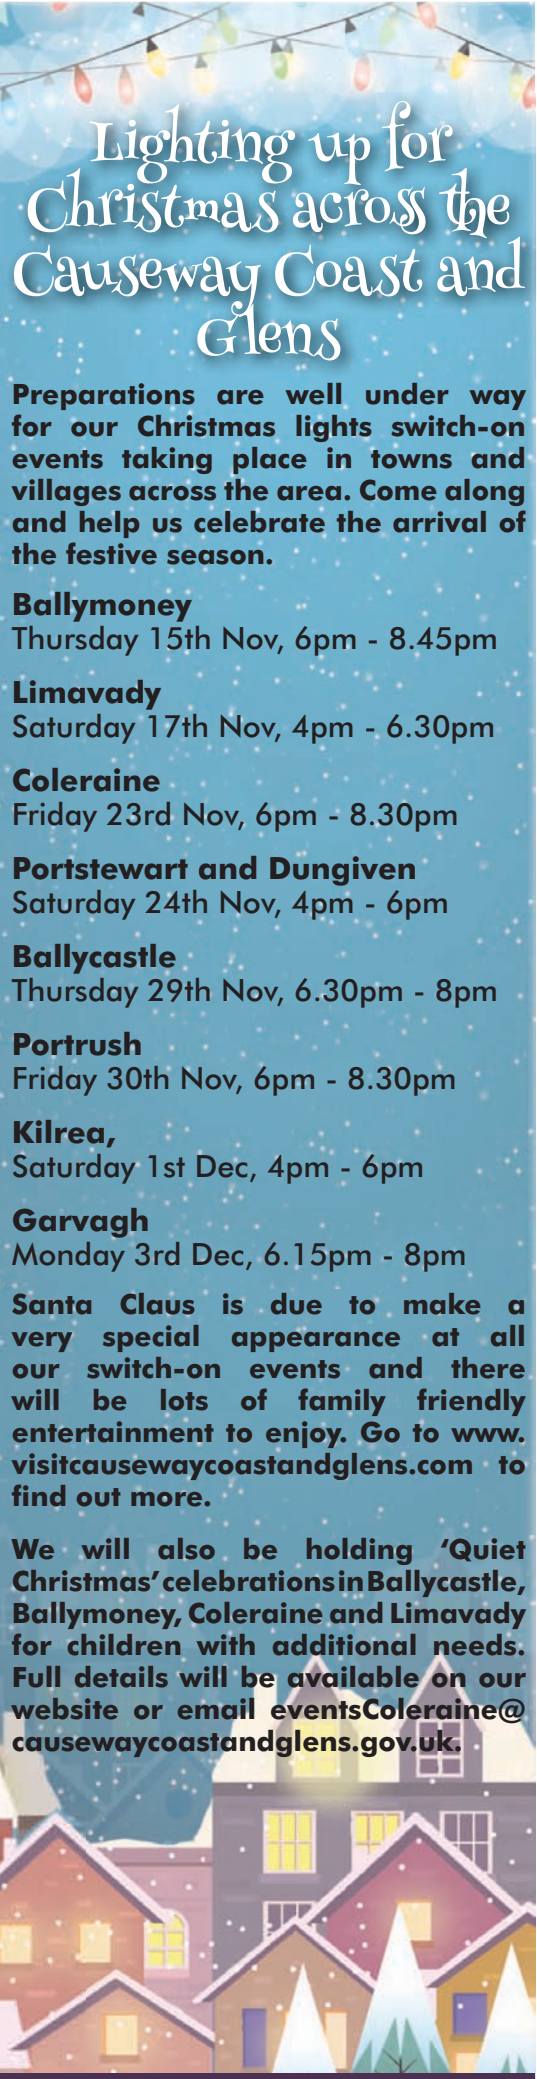 Lighting up for
Christmas across the
Causeway Coast and
Glens
Preparations are well under way
for our Christmas lights switch-on
events taking place in towns and
villages across the area. Come along
and help us celebrate the arrival of
the festive season.
Ballymoney
Thursday 15th Nov, 6pm - 8.45pm
Limavady
Saturday 17th Nov, 4pm - 6.30pm
Coleraine
Friday 23rd Nov, 6pm - 8.30pm
Portstewart and Dungiven
Saturday 24th Nov, 4pm - 6pm
Ballycastle
Thursday 29th Nov, 6.30pm - 8pm
Portrush
Friday 30th Nov, 6pm - 8.30pm
Kilrea,
Saturday 1st Dec, 4pm - 6pm
Garvagh
Monday 3rd Dec, 6.15pm - 8pm
Santa Claus is due to make a
very special appearance at all
our switch-on events and there
will be lots of family friendly
entertainment to enjoy. Go to www.
visitcausewaycoastandglens.com to
find out more.
We will also be holding ‘Quiet
Christmas’ celebrations in Ballycastle,
Ballymoney, Coleraine and Limavady
for children with additional needs.
Full details will be available on our
website or email eventsColeraine@
causewaycoastandglens.gov.uk.